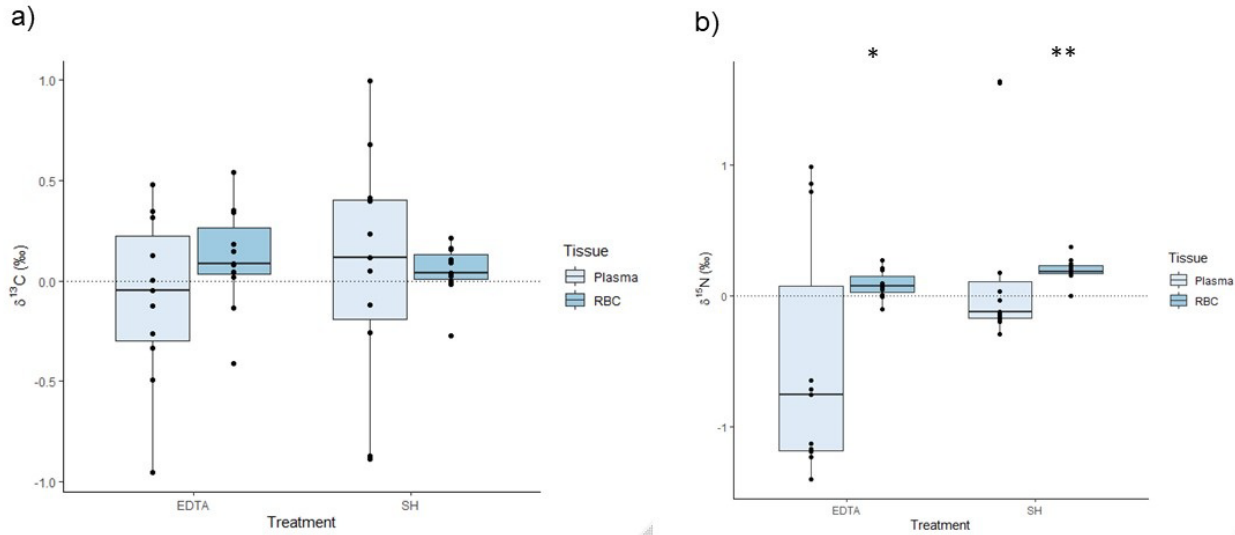 a)
δ¹³C (‰)
1.0
0.5
0.0
-0.5
-1.0
EDTA
SH
Treatment
Tissue
Plasma
RBC
b)
* **
δ¹⁵N (‰)
1
0
-1
EDTA
SH
Treatment
Tissue
Plasma
RBC